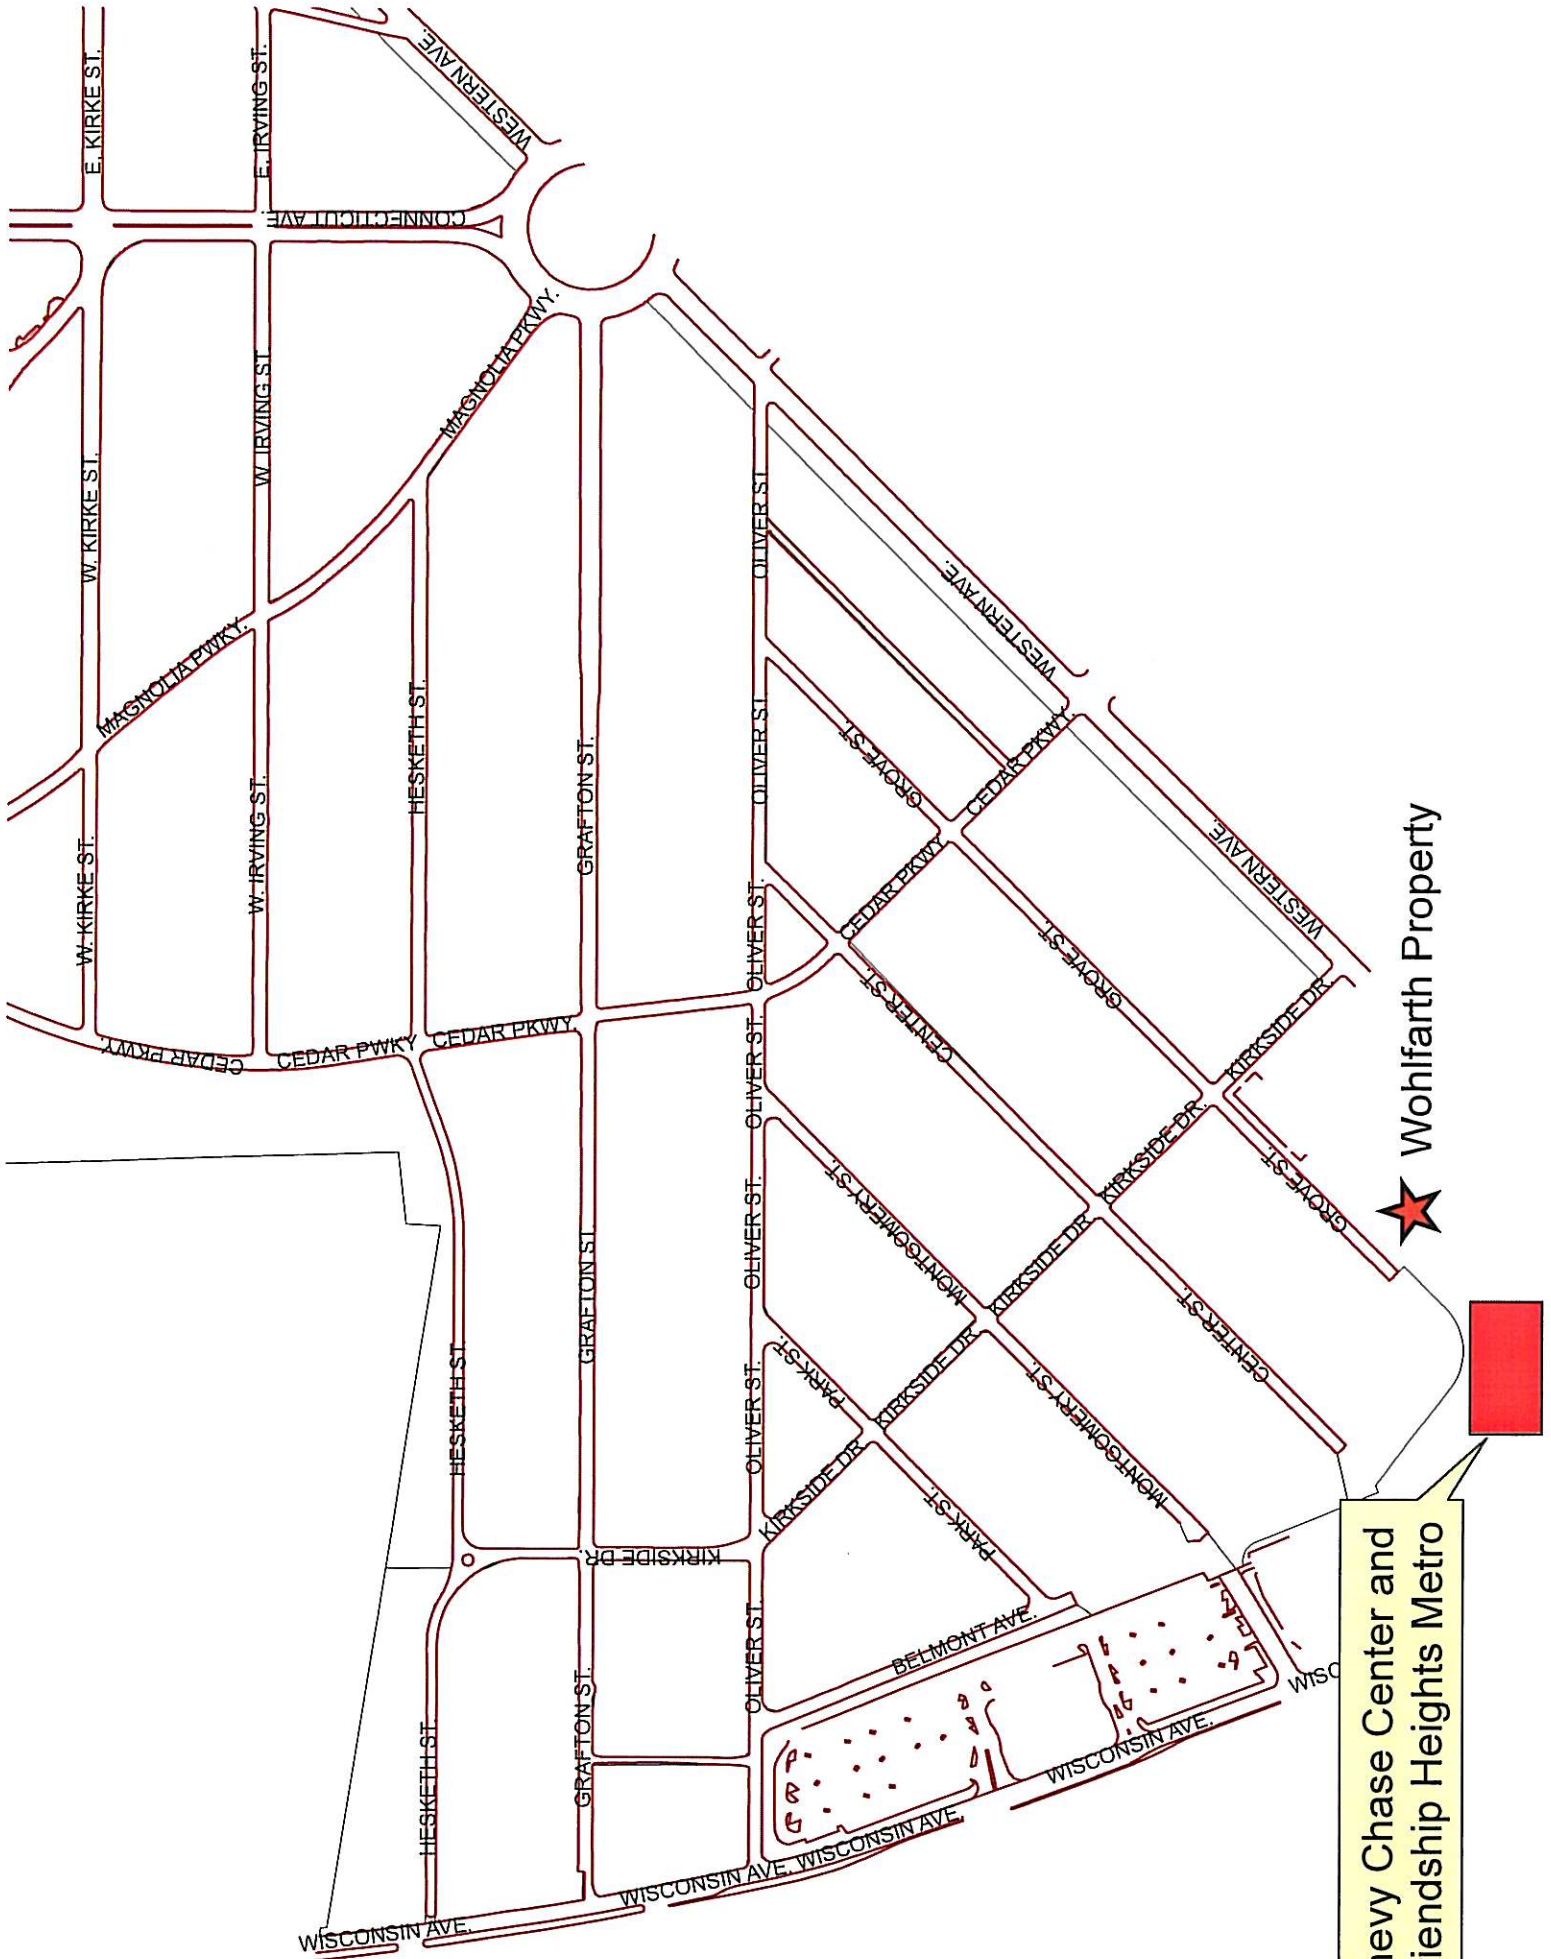 W. KIRKE ST.
W. KIRKE ST.
E. KIRKE ST.
MAGNOLIA PWKY.
CEDAR PKWY.
W. IRVING ST.
W. IRVING ST.
E. IRVING ST.
CEDAR PWKY
CONNECTICUT AVE.
WISCONSIN AVE.
HESKETH ST.
HESKETH ST.
HESKETH ST.
MAGNOLIA PKWY.
WESTERN AVE.
CEDAR PKWY.
GRAFTON ST.
GRAFTON ST.
GRAFTON ST.
KIRKSIDE DR.
WISCONSIN AVE.
OLIVER ST.
OLIVER ST.
OLIVER ST.
OLIVER ST.
OLIVER ST.
OLIVER ST.
OLIVER ST.
WISCONSIN AVE.
KIRKSIDE DR.
PARK ST.
MONTGOMERY ST.
CENTER ST.
CEDAR PKWY.
GROVE ST.
BELMONT AVE.
PARK ST.
KIRKSIDE DR.
CEDAR PKWY.
WESTERN AVE.
WISCONSIN AVE.
MONTGOMERY ST.
KIRKSIDE DR.
GROVE ST.
KIRKSIDE DR.
CENTER ST.
KIRKSIDE DR.
WESTERN AVE.
GROVE ST.
WISC
Wohlfarth Property
evy Chase Center and
iendship Heights Metro